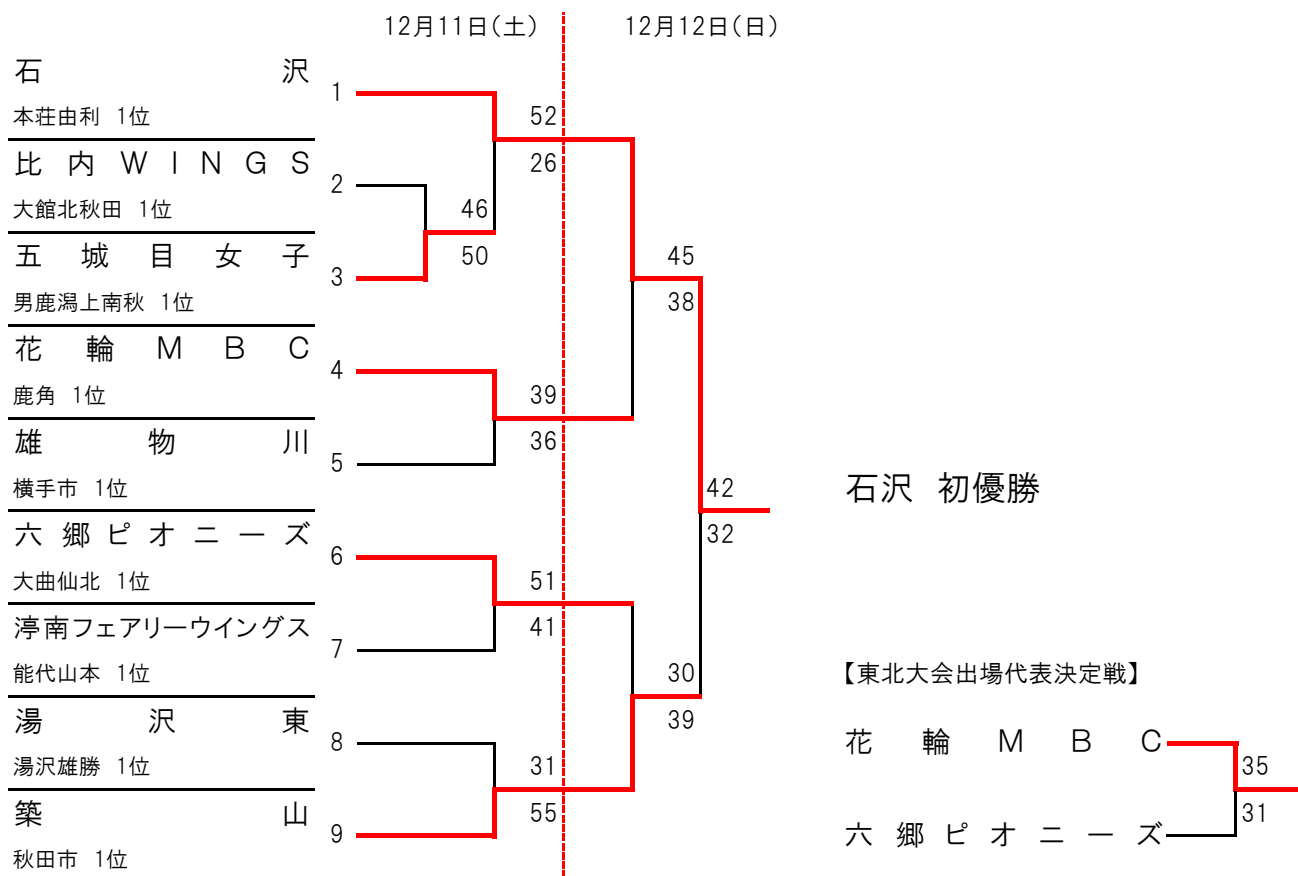 12月11日(土) 12月12日(日)
石沢
本荘由利 1位
1
比内WINGS
大館北秋田 1位
2
五城目女子
男鹿潟上南秋 1位
3
花輪MBC
鹿角 1位
4
雄物川
横手市 1位
5
六郷ピオニーズ
大曲仙北 1位
6
渟南フェアリーウイングス
能代山本 1位
7
湯沢東
湯沢雄勝 1位
8
築山
秋田市 1位
9
46
50
52
26
39
36
51
41
31
55
45
38
30
39
42
32
石沢 初優勝
【東北大会出場代表決定戦】
花輪MBC
六郷ピオニーズ
35
31